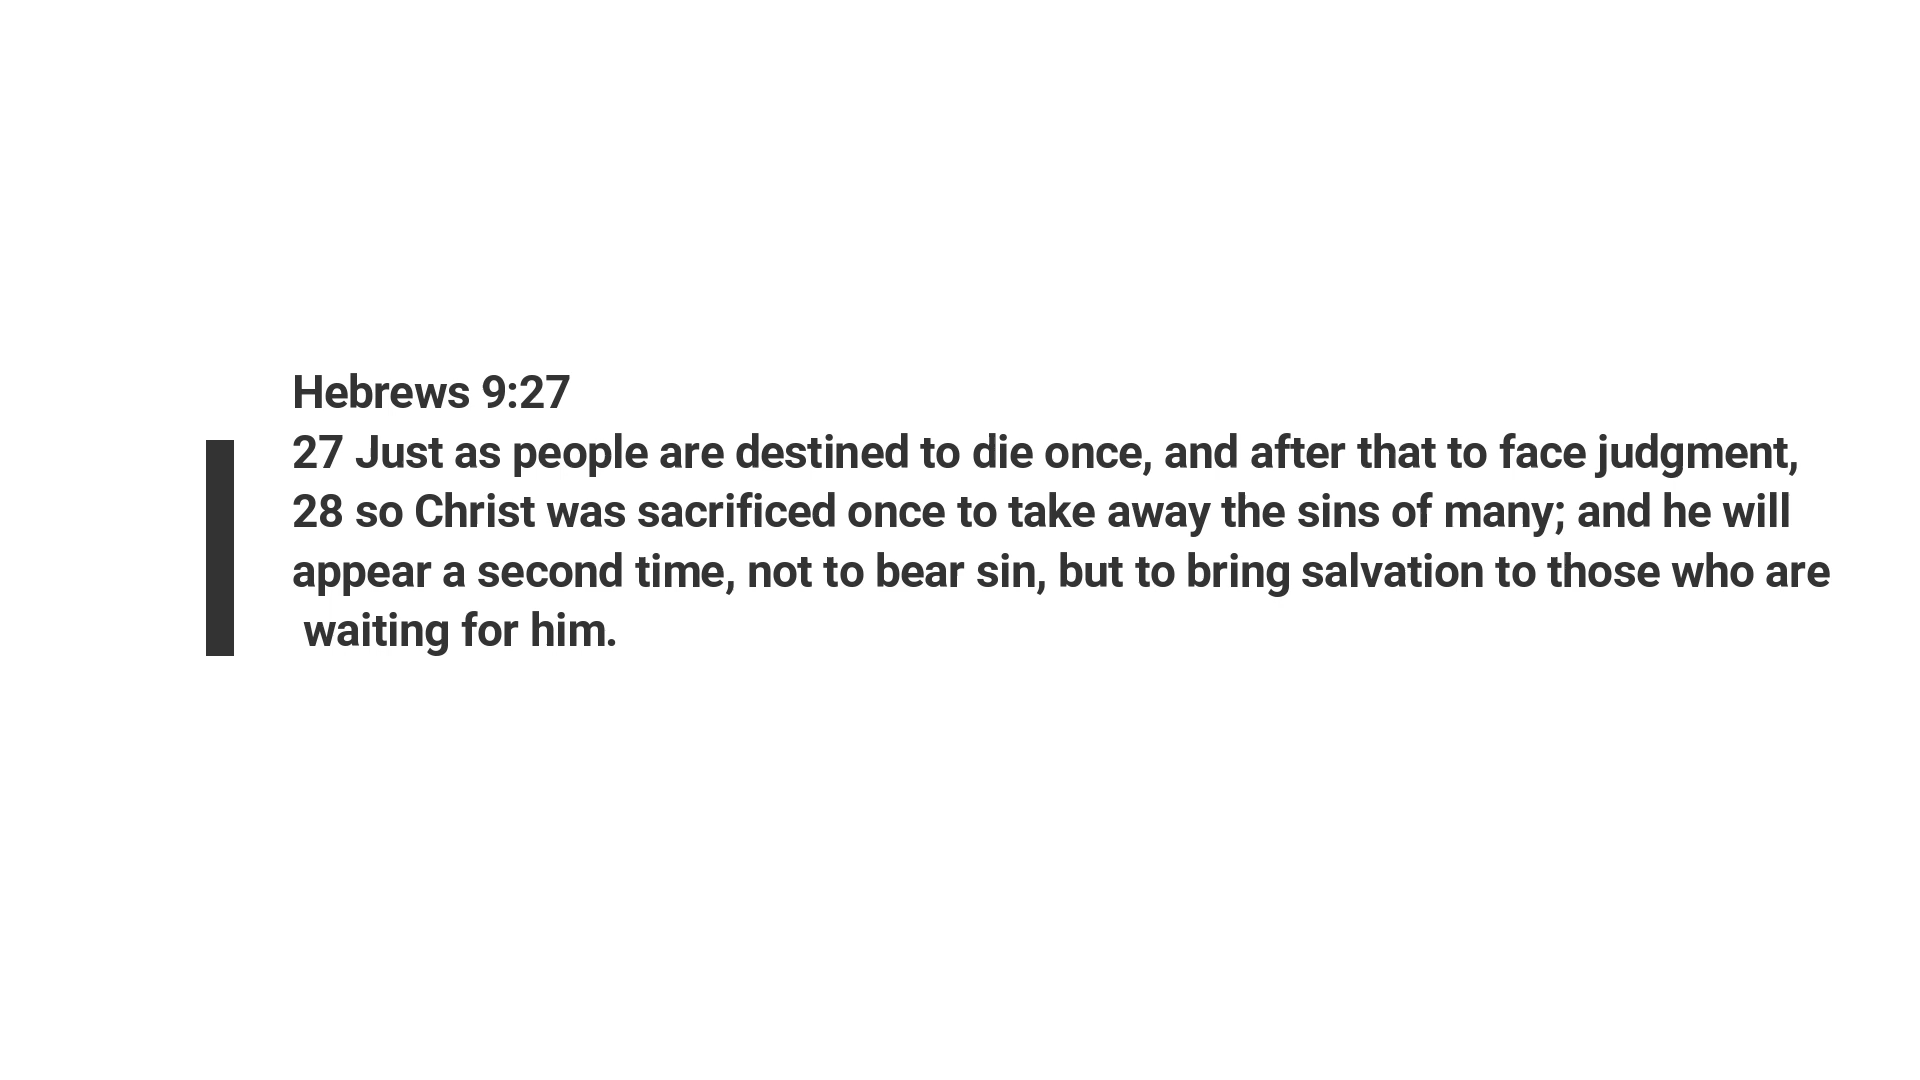 Hebrews 9:27
27 Just as people are destined to die once, and after that to face judgment,
28 so Christ was sacrificed once to take away the sins of many; and he will
appear a second time, not to bear sin, but to bring salvation to those who are
waiting for him.